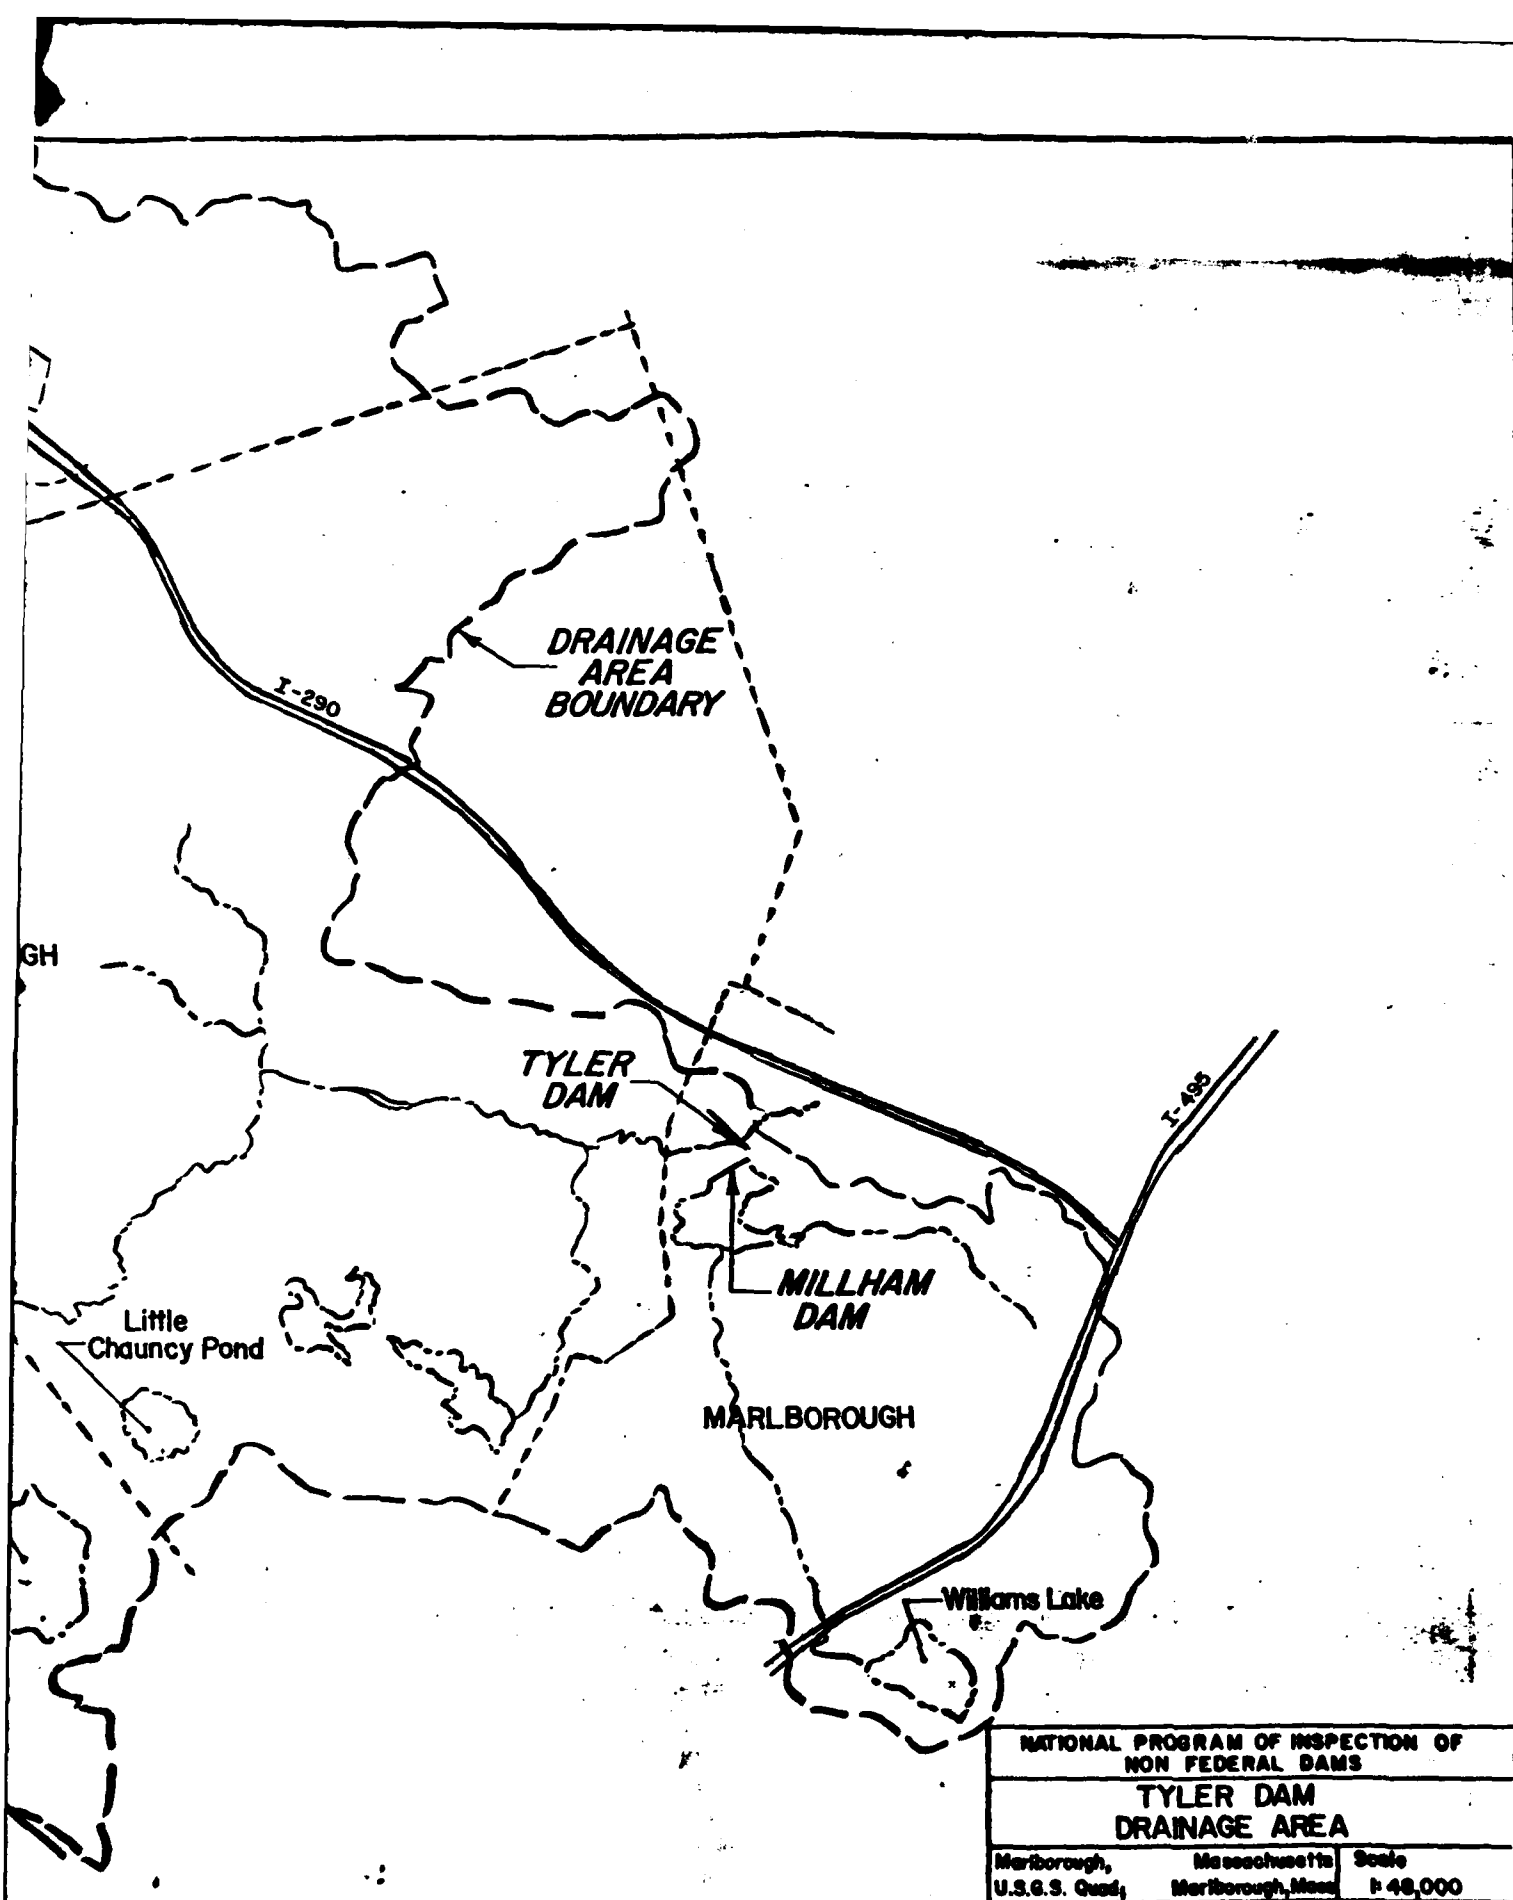 DRAINAGE
AREA
BOUNDARY
I-290
GH
TYLER
DAM
I-495
MILLHAM
DAM
Little
Chauncy Pond
MARLBOROUGH
Williams Lake
NATIONAL PROGRAM OF INSPECTION OF
NON FEDERAL DAMS
TYLER DAM
DRAINAGE AREA
Marlborough, Massachusetts Scale
U.S.G.S. Quad; Marlborough, Mass 1:48,000